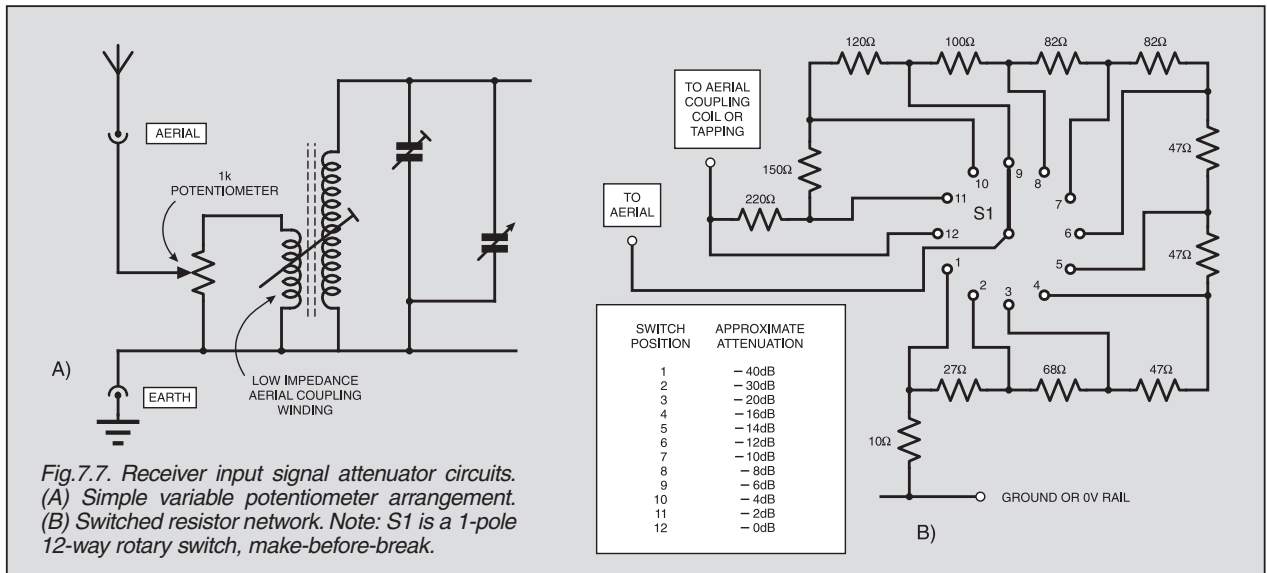 AERIAL
1k
POTENTIOMETER
A)
EARTH
LOW IMPEDANCE
AERIAL COUPLING
WINDING
Fig.7.7. Receiver input signal attenuator circuits.
(A) Simple variable potentiometer arrangement.
(B) Switched resistor network. Note: S1 is a 1-pole
12-way rotary switch, make-before-break.
120Ω 100Ω 82Ω 82Ω
TO AERIAL
COUPLING
COIL OR
TAPPING
47Ω
150Ω
10 9 8
TO
AERIAL
220Ω
11 7
S1
12 6
47Ω
5
1
2 3 4
SWITCH POSITION APPROXIMATE ATTENUATION
1 – 40dB
2 – 30dB
3 – 20dB
4 – 16dB
5 – 14dB
6 – 12dB
7 – 10dB
8 – 8dB
9 – 6dB
10 – 4dB
11 – 2dB
12 – 0dB
27Ω 68Ω 47Ω
10Ω
GROUND OR 0V RAIL
B)